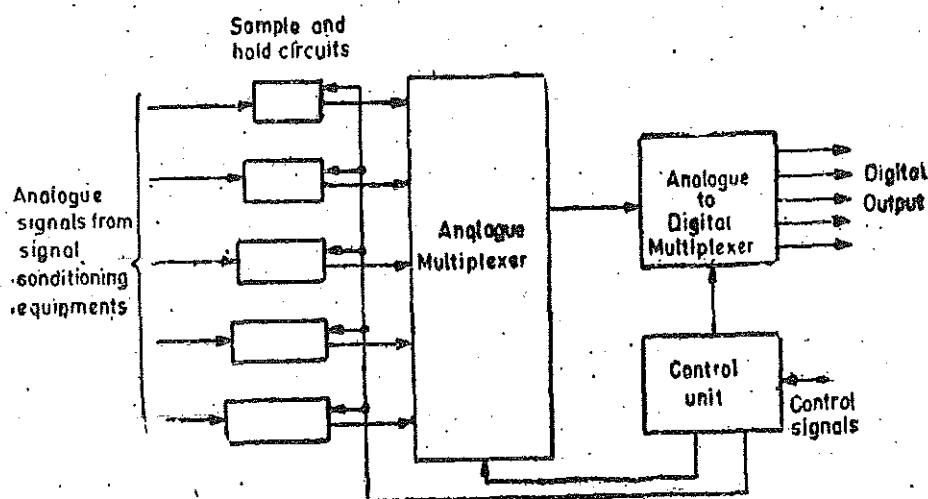 Sample and
hold circuits
Analogue
signals from
signal
conditioning
equipments
Analogue
Multiplexer
Analogue
to
Digital
Multiplexer
Digital
Output
Control
unit
Control
signals